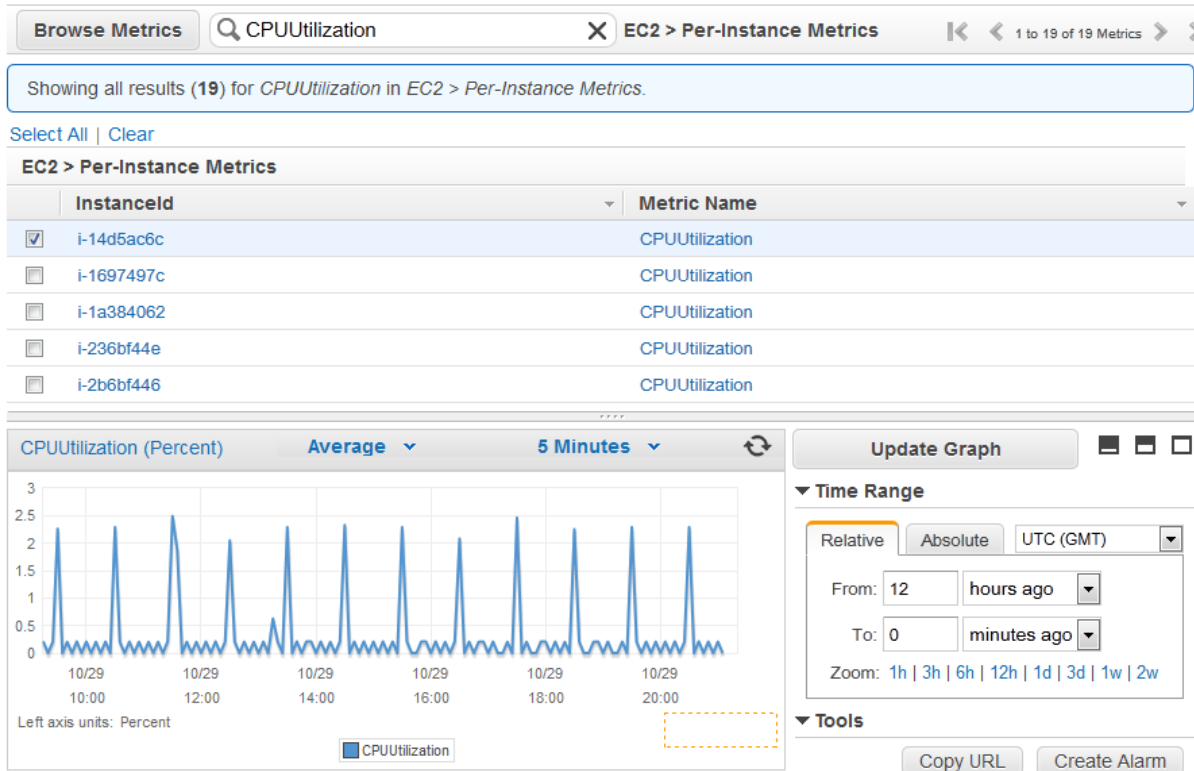 Browse Metrics CPUUtilization EC2 > Per-Instance Metrics 1 to 19 of 19 Metrics
Showing all results (19) for CPUUtilization in EC2 > Per-Instance Metrics.
Select All | Clear
EC2 > Per-Instance Metrics
InstanceId Metric Name
i-14d5ac6c CPUUtilization
i-1697497c CPUUtilization
i-1a384062 CPUUtilization
i-236bf44e CPUUtilization
i-2b6bf446 CPUUtilization
CPUUtilization (Percent) Average 5 Minutes
3
2.5
2
1.5
1
0.5
0
10/29 10/29 10/29 10/29 10/29 10/29
10:00 12:00 14:00 16:00 18:00 20:00
Left axis units: Percent
CPUUtilization
Update Graph
Time Range
Relative Absolute UTC (GMT)
From: 12 hours ago
To: 0 minutes ago
Zoom: 1h | 3h | 6h | 12h | 1d | 3d | 1w | 2w
Tools
Copy URL Create Alarm